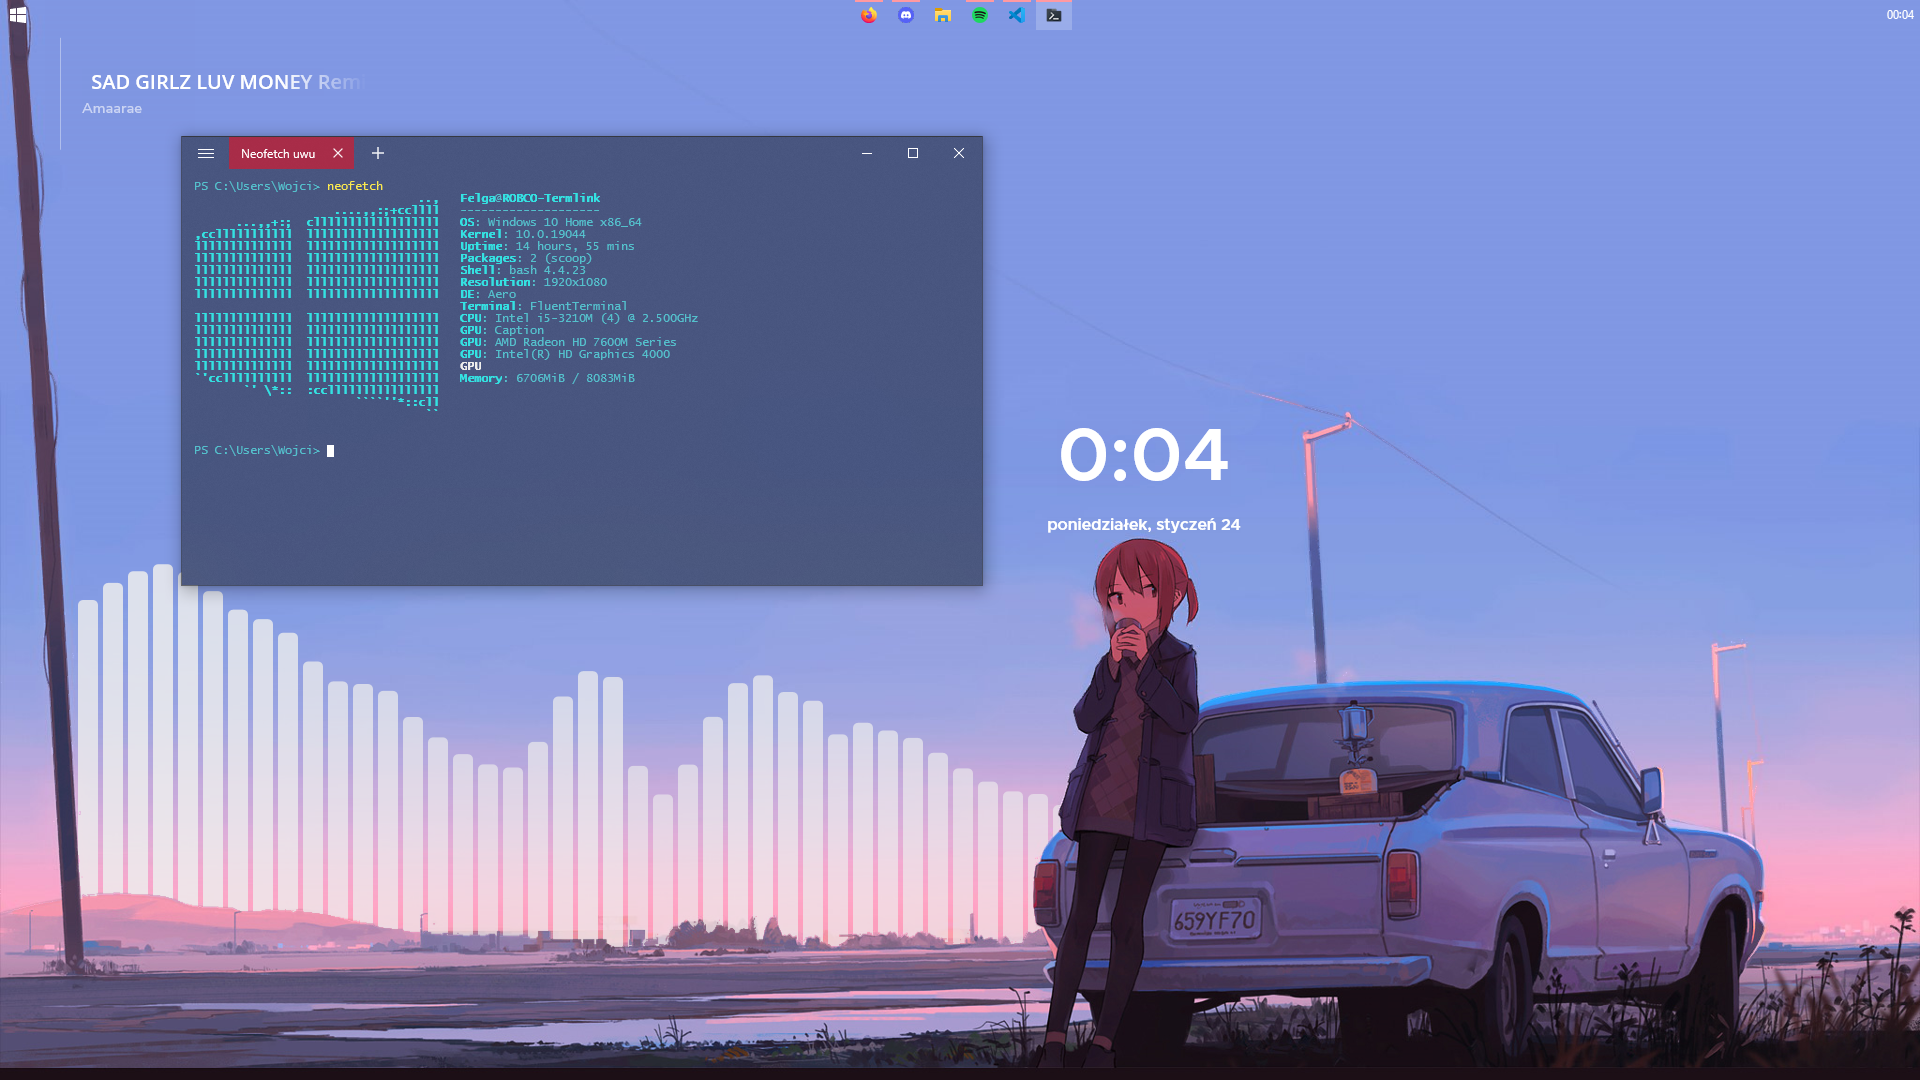 00:04
SAD GIRLZ LUV MONEY Remi
Amaarae
Neofetch uwu
PS C:\Users\Wojci> neofetch
Felga@ROBCO-Termlink
--------------------
OS: Windows 10 Home x86_64
Kernel: 10.0.19044
Uptime: 14 hours, 55 mins
Packages: 2 (scoop)
Shell: bash 4.4.23
Resolution: 1920x1080
DE: Aero
Terminal: FluentTerminal
CPU: Intel i5-3210M (4) @ 2.500GHz
GPU: Caption
GPU: AMD Radeon HD 7600M Series
GPU: Intel(R) HD Graphics 4000
GPU
Memory: 6706MiB / 8083MiB
PS C:\Users\Wojci>
0:04
poniedziałek, styczeń 24
659YF70